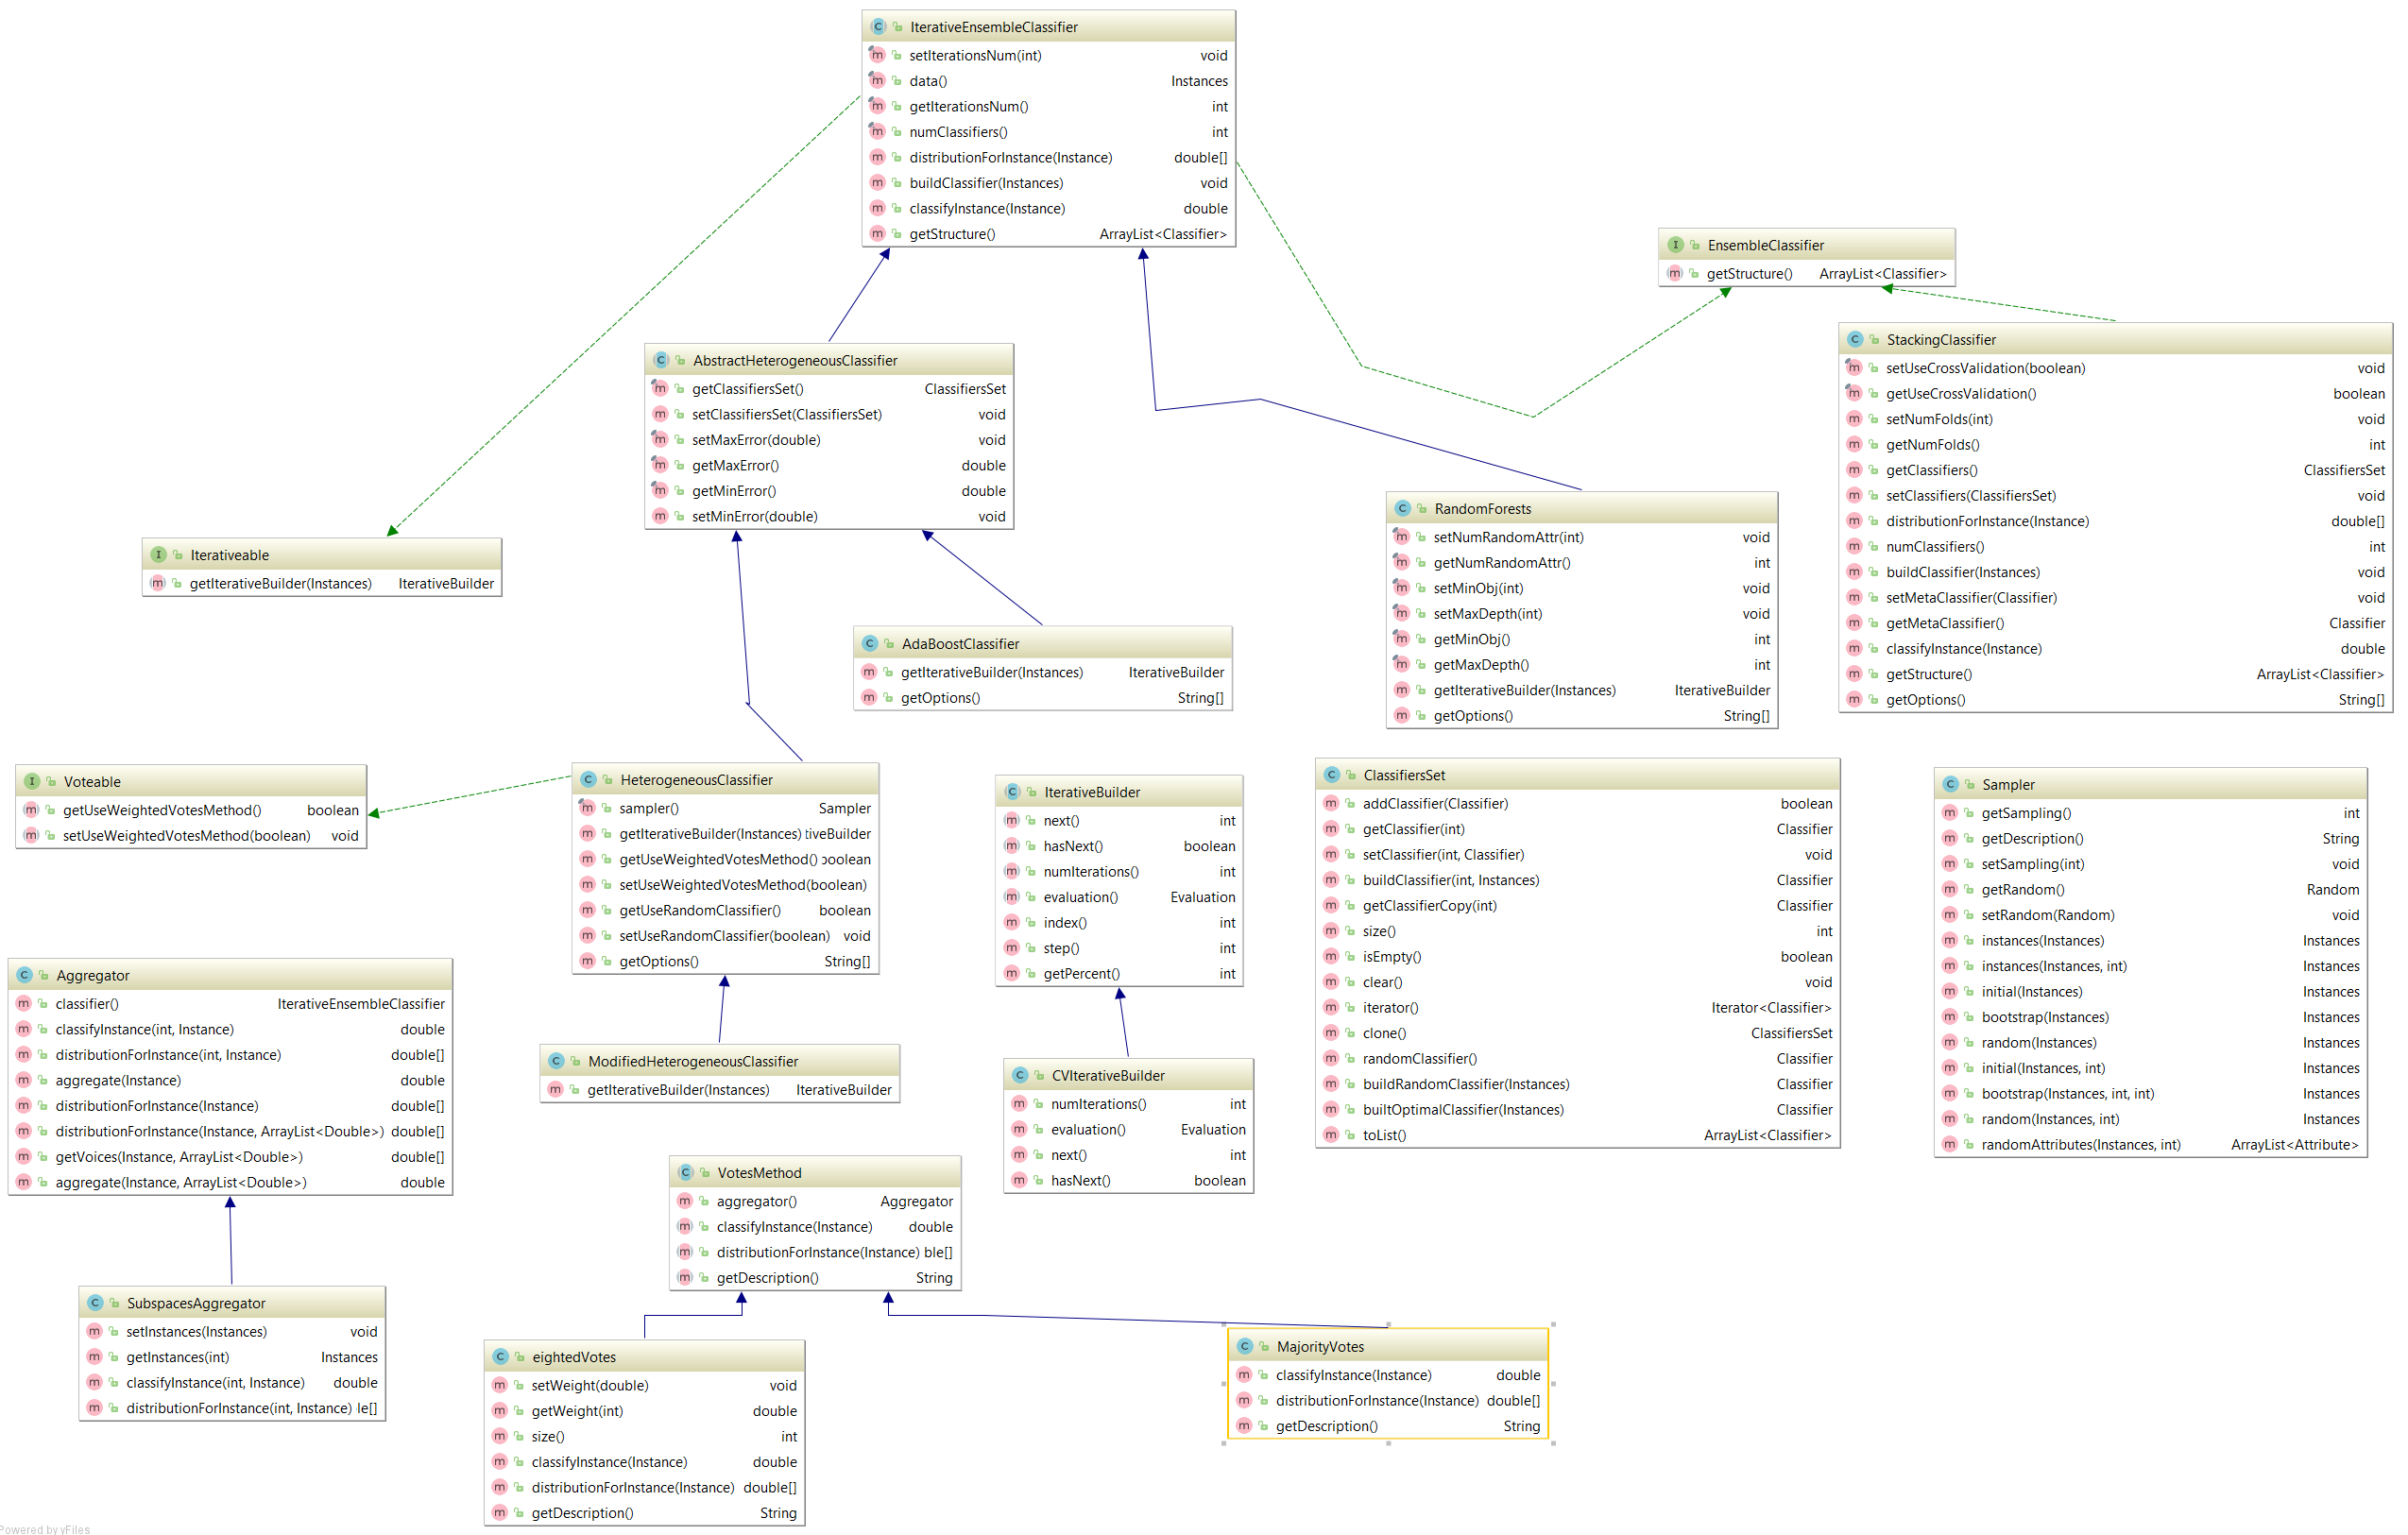 IterativeEnsembleClassifier
setIterationsNum(int) void
data() Instances
getIterationsNum() int
numClassifiers() int
distributionForInstance(Instance) double[]
buildClassifier(Instances) void
classifyInstance(Instance) double
getStructure() ArrayList<Classifier>
EnsembleClassifier
getStructure() ArrayList<Classifier>
StackingClassifier
setUseCrossValidation(boolean) void
getUseCrossValidation() boolean
setNumFolds(int) void
getNumFolds() int
getClassifiers() ClassifiersSet
setClassifiers(ClassifiersSet) void
distributionForInstance(Instance) double[]
numClassifiers() int
buildClassifier(Instances) void
setMetaClassifier(Classifier) void
getMetaClassifier() Classifier
classifyInstance(Instance) double
getStructure() ArrayList<Classifier>
getOptions() String[]
AbstractHeterogeneousClassifier
getClassifiersSet() ClassifiersSet
setClassifiersSet(ClassifiersSet) void
setMaxError(double) void
getMaxError() double
getMinError() double
setMinError(double) void
RandomForests
setNumRandomAttr(int) void
getNumRandomAttr() int
setMinObj(int) void
setMaxDepth(int) void
getMinObj() int
getMaxDepth() int
getIterativeBuilder(Instances) IterativeBuilder
getOptions() String[]
Iterativeable
getIterativeBuilder(Instances) IterativeBuilder
AdaBoostClassifier
getIterativeBuilder(Instances) IterativeBuilder
getOptions() String[]
Voteable
getUseWeightedVotesMethod() boolean
setUseWeightedVotesMethod(boolean) void
HeterogeneousClassifier
sampler() Sampler
getIterativeBuilder(Instances) tiveBuilder
getUseWeightedVotesMethod() boolean
setUseWeightedVotesMethod(boolean)
getUseRandomClassifier() boolean
setUseRandomClassifier(boolean) void
getOptions() String[]
IterativeBuilder
next() int
hasNext() boolean
numIterations() int
evaluation() Evaluation
index() int
step() int
getPercent() int
ClassifiersSet
addClassifier(Classifier) boolean
getClassifier(int) Classifier
setClassifier(int, Classifier) void
buildClassifier(int, Instances) Classifier
getClassifierCopy(int) Classifier
size() int
isEmpty() boolean
clear() void
iterator() Iterator<Classifier>
clone() ClassifiersSet
randomClassifier() Classifier
buildRandomClassifier(Instances) Classifier
builtOptimalClassifier(Instances) Classifier
toList() ArrayList<Classifier>
Sampler
getSampling() int
getDescription() String
setSampling(int) void
getRandom() Random
setRandom(Random) void
instances(Instances) Instances
instances(Instances, int) Instances
initial(Instances) Instances
bootstrap(Instances) Instances
random(Instances) Instances
initial(Instances, int) Instances
bootstrap(Instances, int, int) Instances
random(Instances, int) Instances
randomAttributes(Instances, int) ArrayList<Attribute>
Aggregator
classifier() IterativeEnsembleClassifier
classifyInstance(int, Instance) double
distributionForInstance(int, Instance) double[]
aggregate(Instance) double
distributionForInstance(Instance) double[]
distributionForInstance(Instance, ArrayList<Double>) double[]
getVoices(Instance, ArrayList<Double>) double[]
aggregate(Instance, ArrayList<Double>) double
ModifiedHeterogeneousClassifier
getIterativeBuilder(Instances) IterativeBuilder
CVIterativeBuilder
numIterations() int
evaluation() Evaluation
next() int
hasNext() boolean
VotesMethod
aggregator() Aggregator
classifyInstance(Instance) double
distributionForInstance(Instance) ble[]
getDescription() String
SubspacesAggregator
setInstances(Instances) void
getInstances(int) Instances
classifyInstance(int, Instance) double
distributionForInstance(int, Instance) le[]
eightedVotes
setWeight(double) void
getWeight(int) double
size() int
classifyInstance(Instance) double
distributionForInstance(Instance) double[]
getDescription() String
MajorityVotes
classifyInstance(Instance) double
distributionForInstance(Instance) double[]
getDescription() String
Powered by yFiles